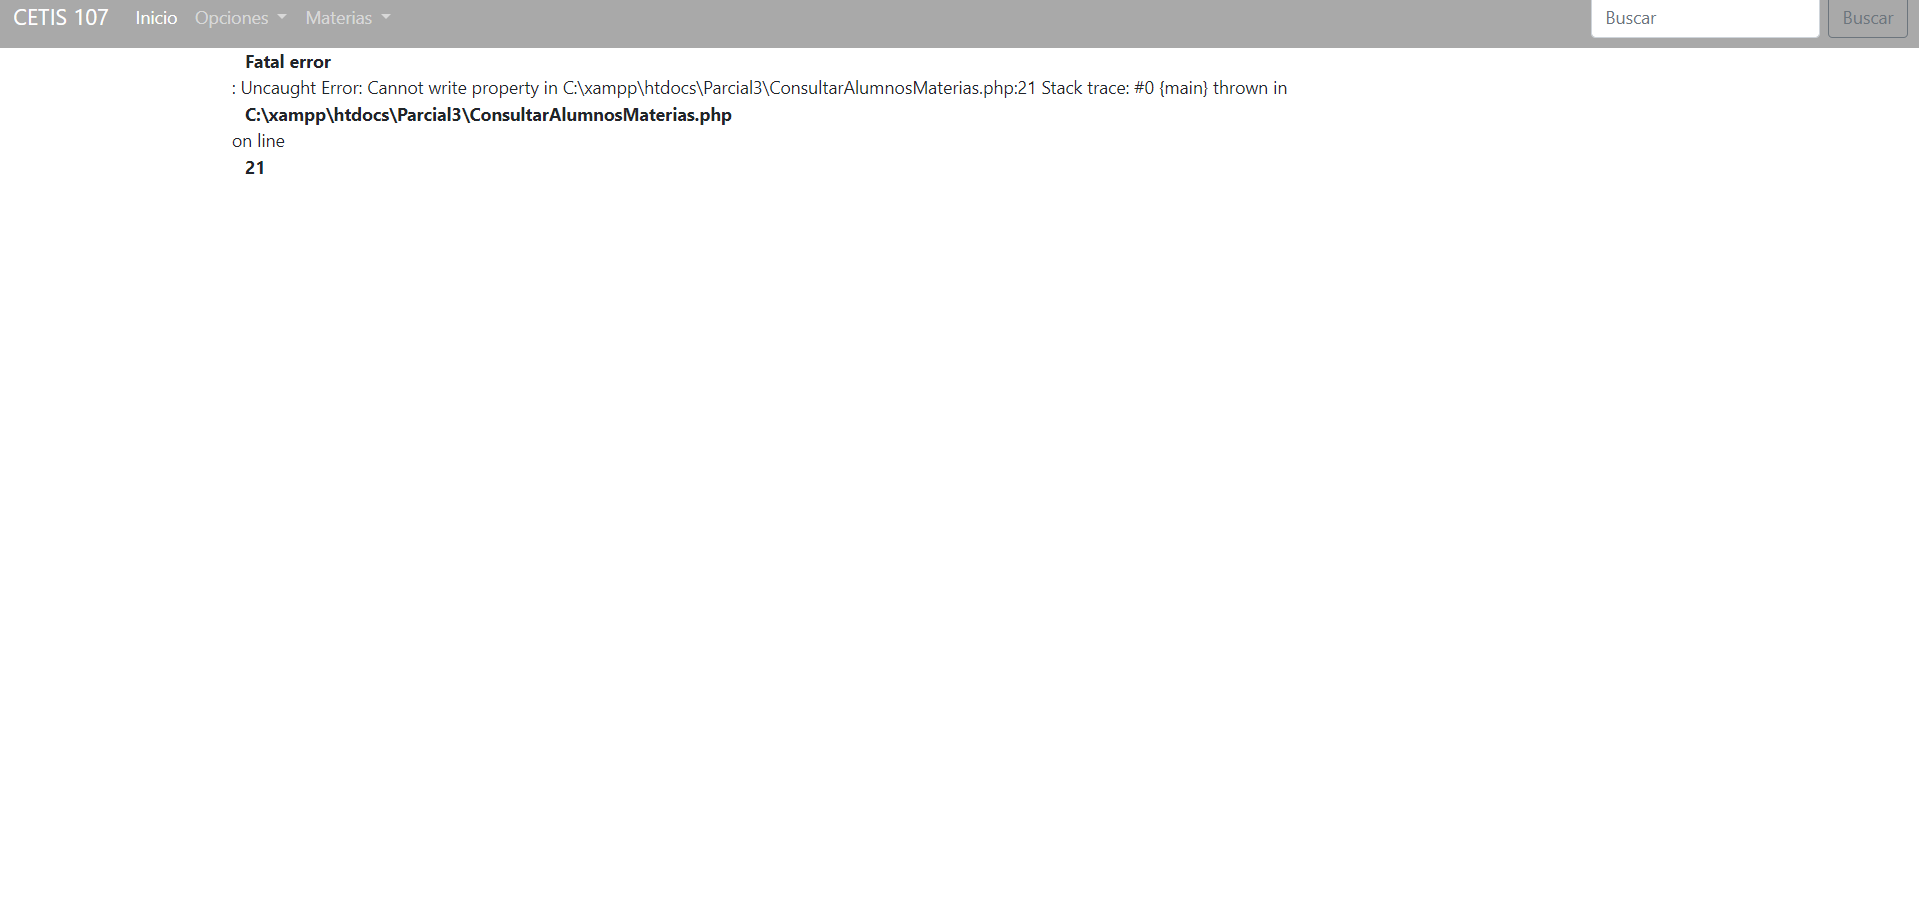 CETIS 107 Inicio Opciones Materias Buscar Buscar
Fatal error
: Uncaught Error: Cannot write property in C:\xampp\htdocs\Parcial3\ConsultarAlumnosMaterias.php:21 Stack trace: #0 {main} thrown in
C:\xampp\htdocs\Parcial3\ConsultarAlumnosMaterias.php
on line
21